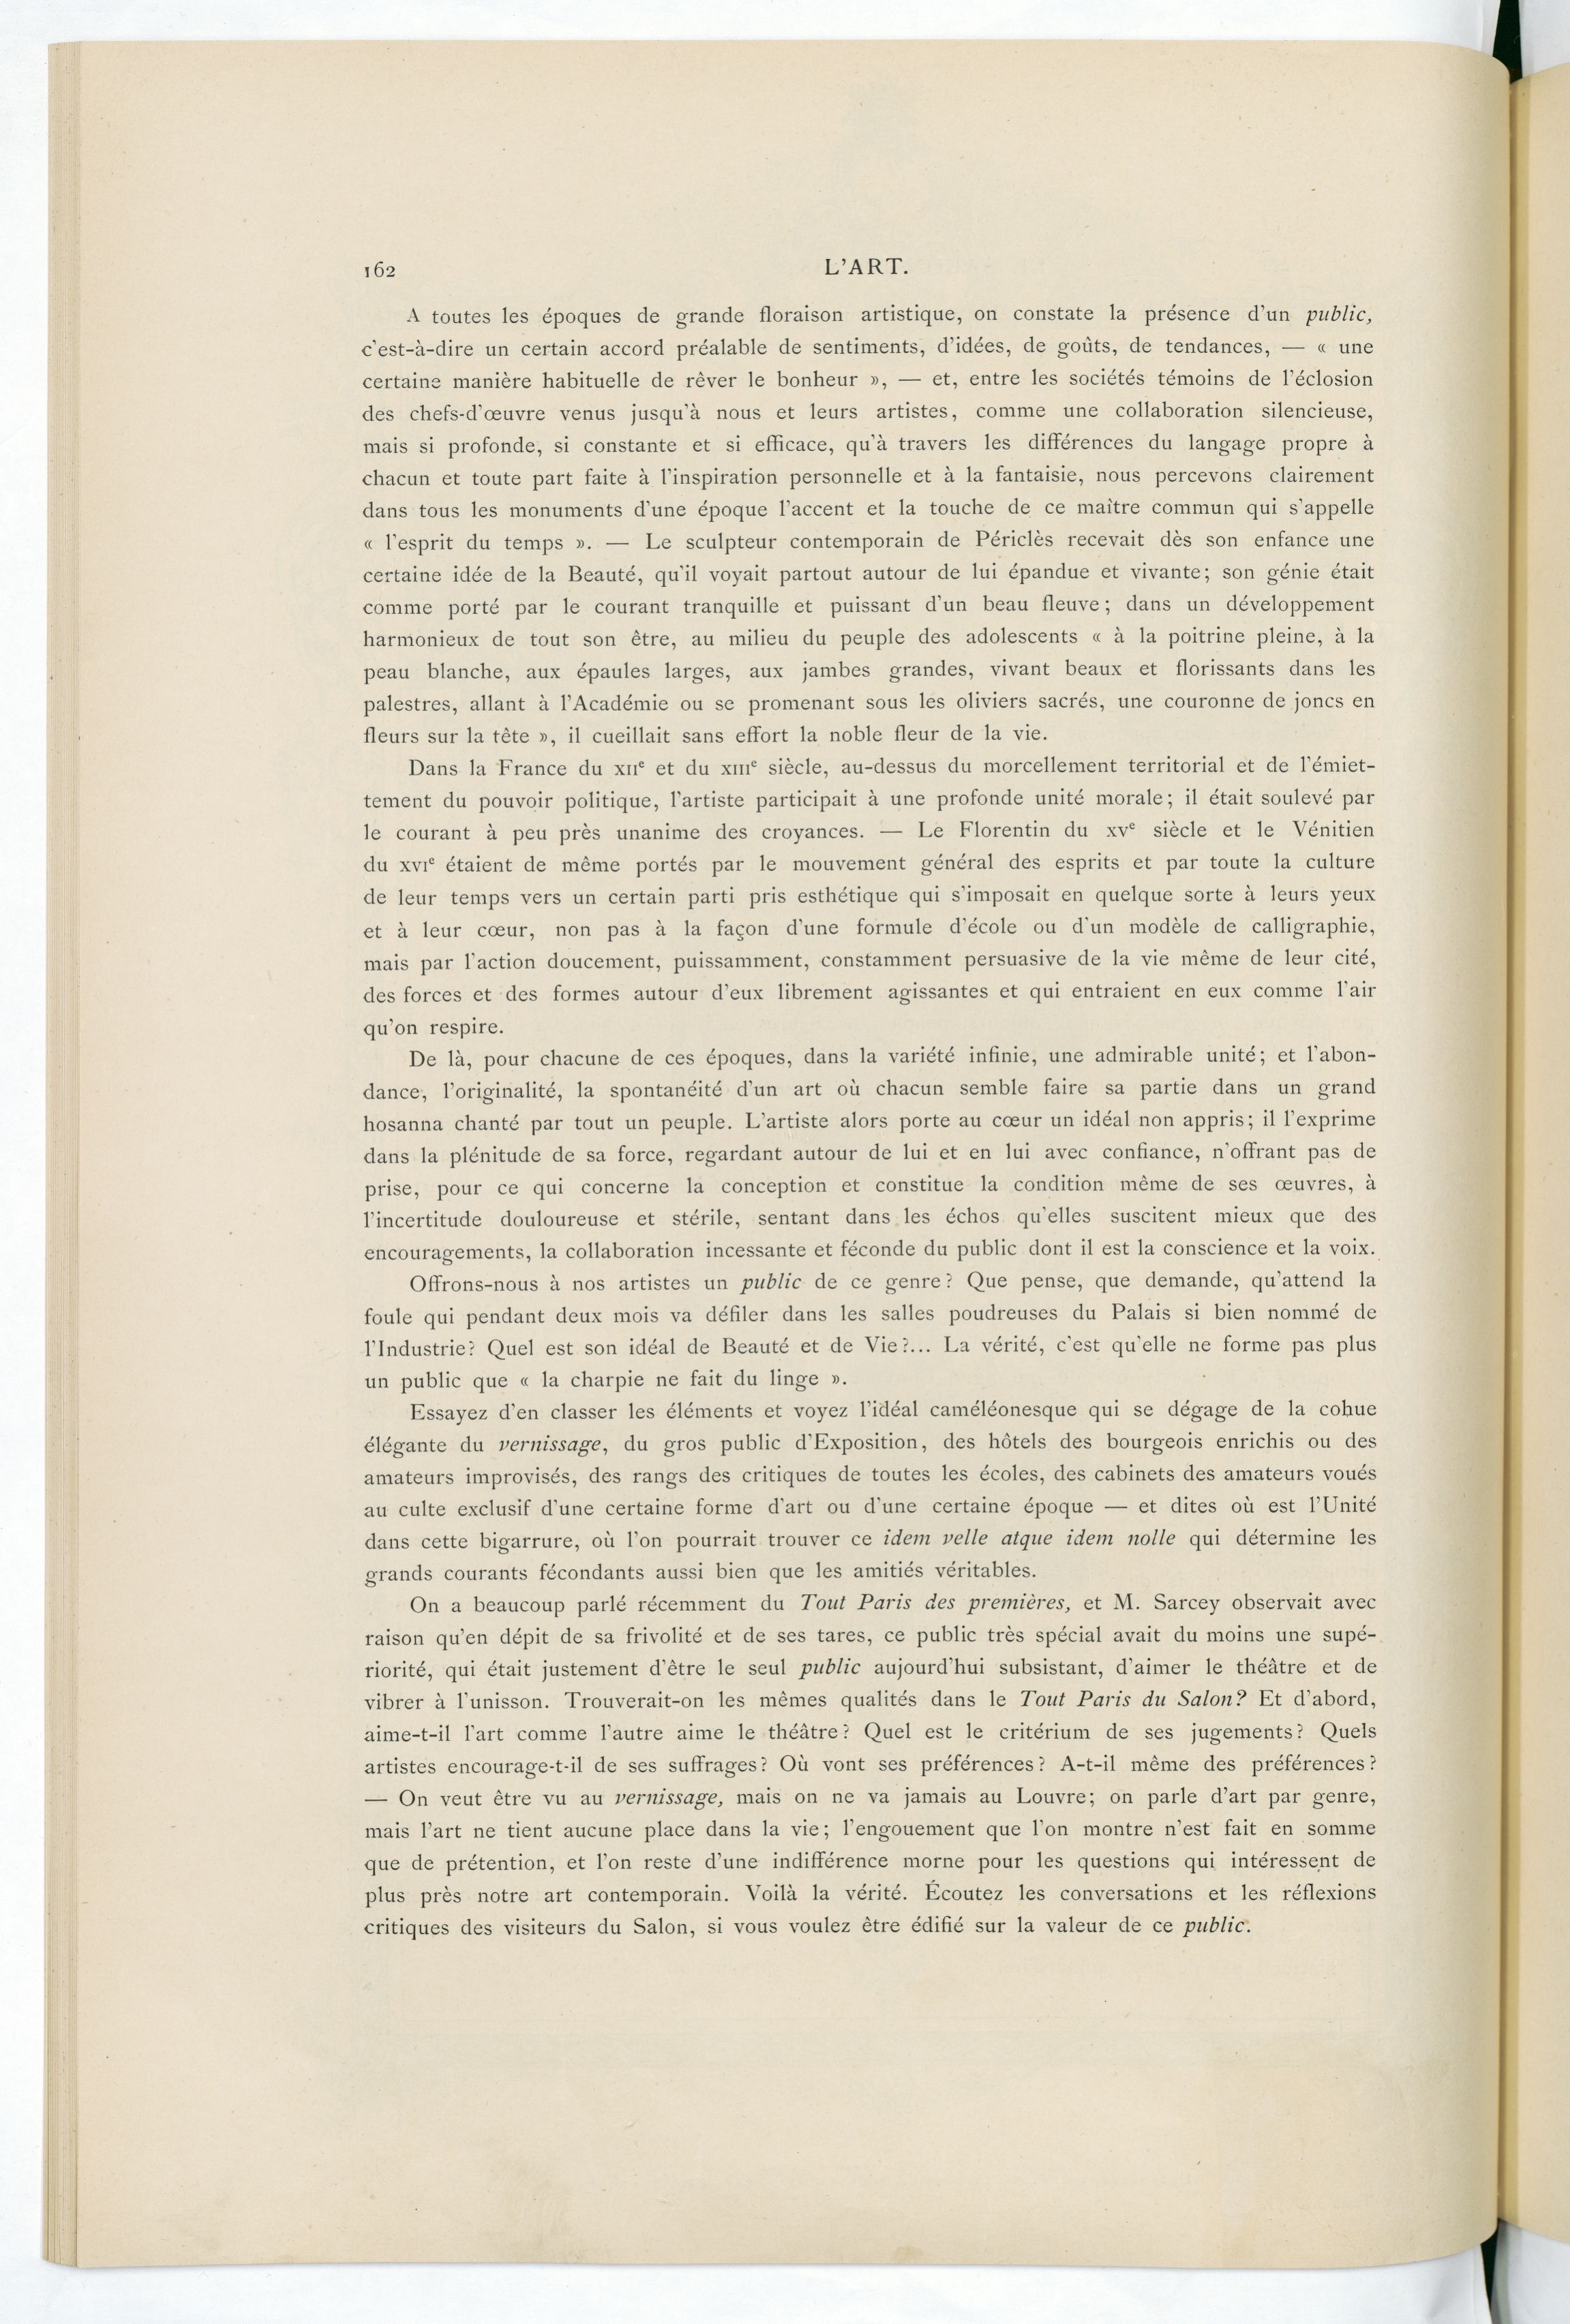 162
L'ART.
A toutes les époques de grande floraison artistique, on constate la présence d'un public,
c'est-à-dire un certain accord préalable de sentiments, d'idées, de goûts, de tendances, — « une
certaine manière habituelle de rêver le bonheur », — et, entre les sociétés témoins de l'éclosion
des chefs-d'œuvre venus jusqu'à nous et leurs artistes, comme une collaboration silencieuse,
mais si profonde, si constante et si efficace, qu'à travers les différences du langage propre à
chacun et toute part faite à l'inspiration personnelle et à la fantaisie, nous percevons clairement
dans tous les monuments d'une époque l'accent et la touche de ce maître commun qui s'appelle
« l'esprit du temps ». — Le sculpteur contemporain de Périclès recevait dès son enfance une
certaine idée de la Beauté, qu'il voyait partout autour de lui épandue et vivante; son génie était
comme porté par le courant tranquille et puissant d'un beau fleuve; dans un développement
harmonieux de tout son être, au milieu du peuple des adolescents « à la poitrine pleine, à la
peau blanche, aux épaules larges, aux jambes grandes, vivant beaux et florissants dans les
palestres, allant à l'Académie ou se promenant sous les oliviers sacrés, une couronne de joncs en
fleurs sur la tête », il cueillait sans effort la noble fleur de la vie.
Dans la France du XIIe et du XIIIe siècle, au-dessus du morcellement territorial et de l'émiet-
tement du pouvoir politique, l'artiste participait à une profonde unité morale; il était soulevé par
le courant à peu près unanime des croyances. — Le Florentin du XVe siècle et le Vénitien
du XVIe étaient de même portés par le mouvement général des esprits et par toute la culture
de leur temps vers un certain parti pris esthétique qui s'imposait en quelque sorte à leurs yeux
et à leur cœur, non pas à la façon d'une formule d'école ou d'un modèle de calligraphie,
mais par l'action doucement, puissamment, constamment persuasive de la vie même de leur cité,
des forces et des formes autour d'eux librement agissantes et qui entraient en eux comme l'air
qu'on respire.
De là, pour chacune de ces époques, dans la variété infinie, une admirable unité; et l'abon-
dance, l'originalité, la spontanéité d'un art où chacun semble faire sa partie dans un grand
hosanna chanté par tout un peuple. L'artiste alors porte au cœur un idéal non appris; il l'exprime
dans la plénitude de sa force, regardant autour de lui et en lui avec confiance, n'offrant pas de
prise, pour ce qui concerne la conception et constitue la condition même de ses œuvres, à
l'incertitude douloureuse et stérile, sentant dans les échos qu'elles suscitent mieux que des
encouragements, la collaboration incessante et féconde du public dont il est la conscience et la voix.
Offrons-nous à nos artistes un public de ce genre? Que pense, que demande, qu'attend la
foule qui pendant deux mois va défiler dans les salles poudreuses du Palais si bien nommé de
l'Industrie? Quel est son idéal de Beauté et de Vie?... La vérité, c'est qu'elle ne forme pas plus
un public que « la charpie ne fait du linge ».
Essayez d'en classer les éléments et voyez l'idéal caméléonesque qui se dégage de la cohue
élégante du vernissage, du gros public d'Exposition, des hôtels des bourgeois enrichis ou des
amateurs improvisés, des rangs des critiques de toutes les écoles, des cabinets des amateurs voués
au culte exclusif d'une certaine forme d'art ou d'une certaine époque — et dites où est l'Unité
dans cette bigarrure, où l'on pourrait trouver ce idem velle atque idem nolle qui détermine les
grands courants fécondants aussi bien que les amitiés véritables.
On a beaucoup parlé récemment du Tout Paris des premières, et M. Sarcey observait avec
raison qu'en dépit de sa frivolité et de ses tares, ce public très spécial avait du moins une supé-
riorité, qui était justement d'être le seul public aujourd'hui subsistant, d'aimer le théâtre et de
vibrer à l'unisson. Trouverait-on les mêmes qualités dans le Tout Paris du Salon? Et d'abord,
aime-t-il l'art comme l'autre aime le théâtre? Quel est le critérium de ses jugements? Quels
artistes encourage-t-il de ses suffrages? Où vont ses préférences? A-t-il même des préférences?
— On veut être vu au vernissage, mais on ne va jamais au Louvre; on parle d'art par genre,
mais l'art ne tient aucune place dans la vie; l'engouement que l'on montre n'est fait en somme
que de prétention, et l'on reste d'une indifférence morne pour les questions qui intéressent de
plus près notre art contemporain. Voilà la vérité. Écoutez les conversations et les réflexions
critiques des visiteurs du Salon, si vous voulez être édifié sur la valeur de ce public.